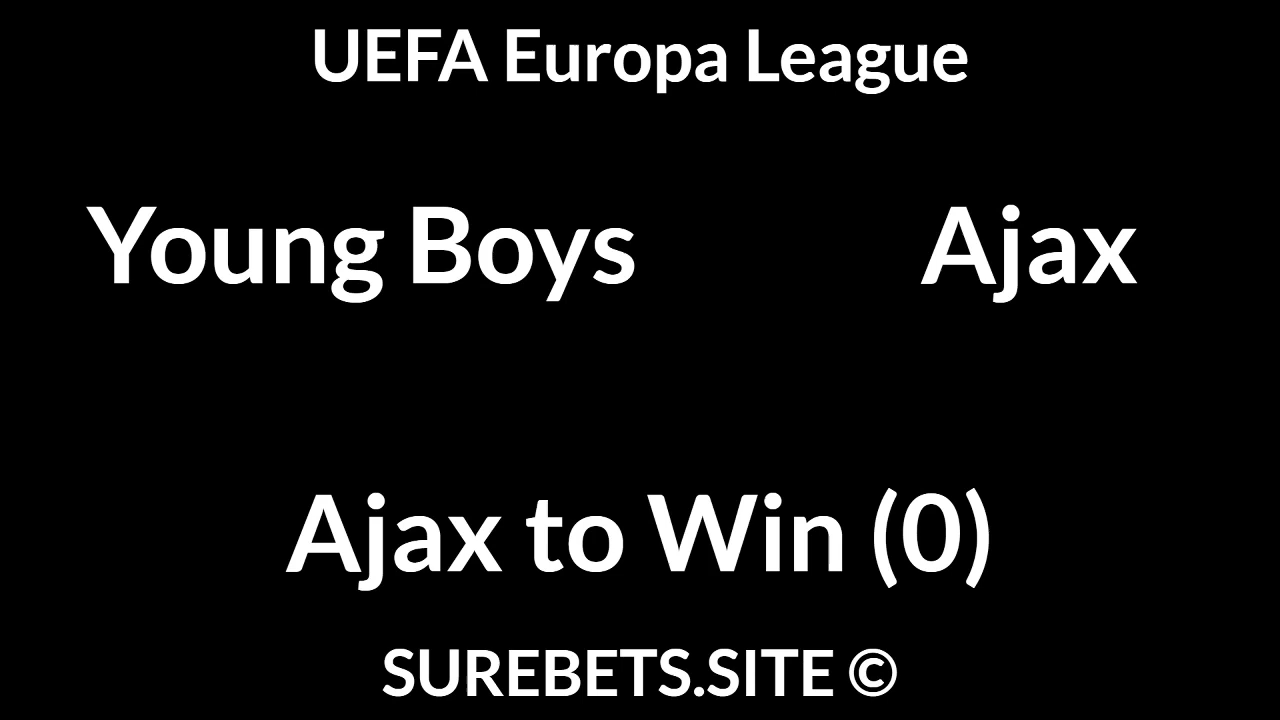 UEFA Europa League
Young Boys Ajax
Ajax to Win (0)
SUREBETS.SITE ©